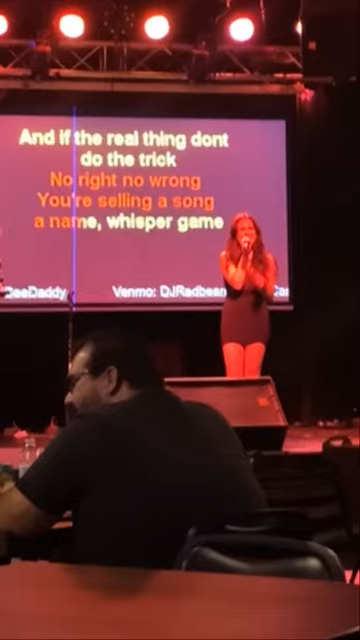 And if the real thing dont
do the trick
No right no wrong
You're selling a song
a name, whisper game
DeeDaddy Venmo: DJRadbean